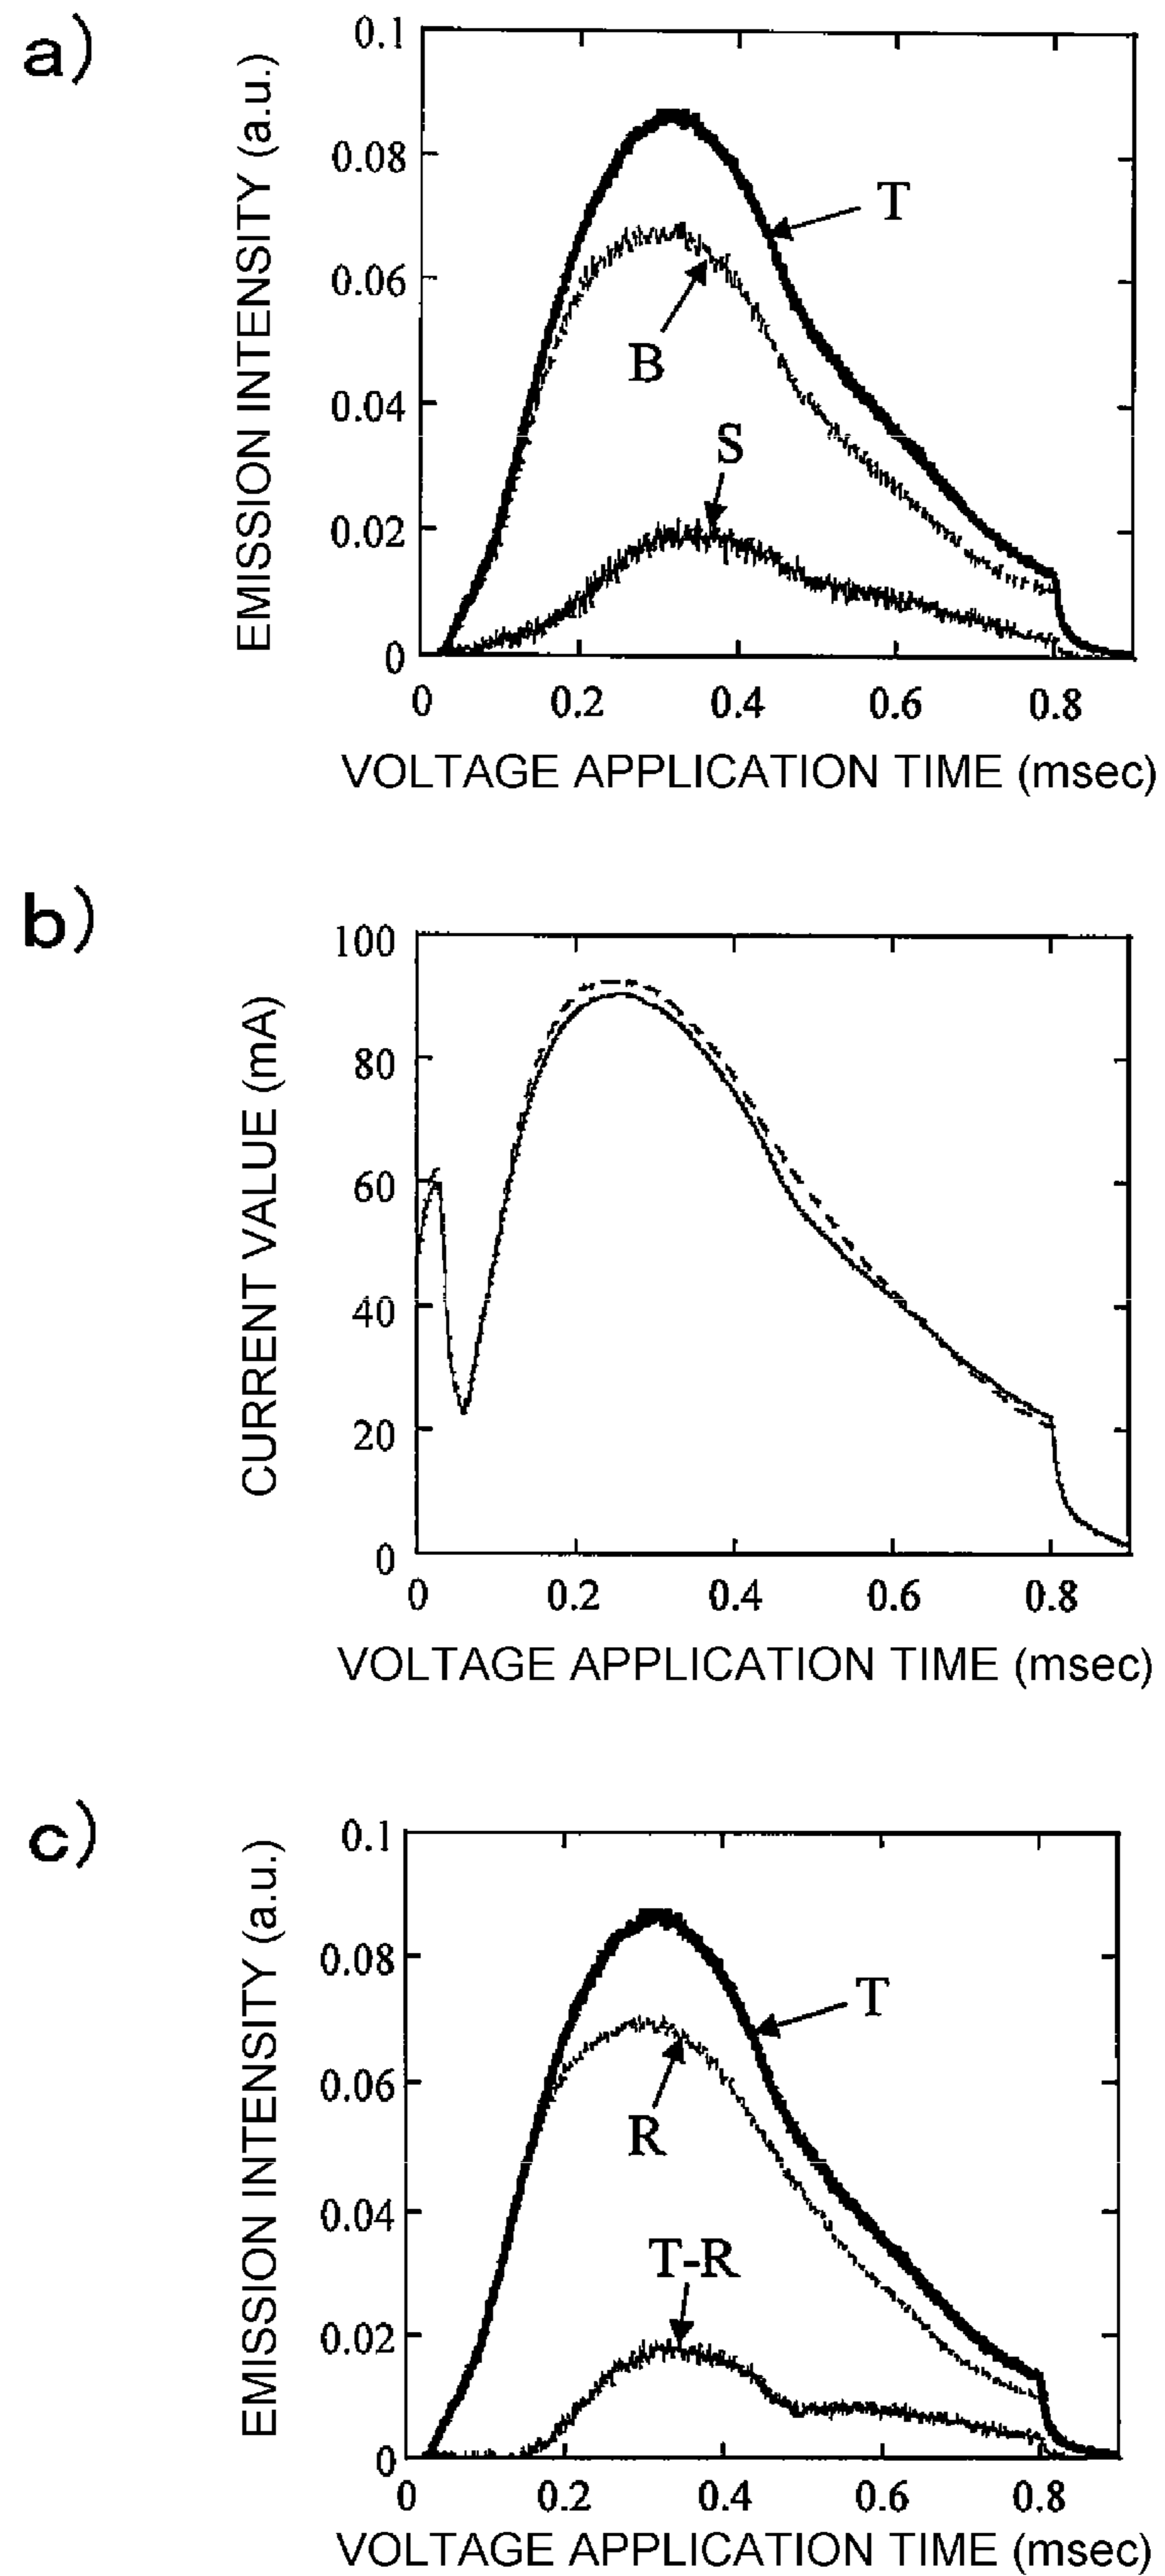 a)
EMISSION INTENSITY (a.u.)
0.1
0.08
0.06
0.04
0.02
0
T
B
S
0
0.2
0.4
0.6
0.8
VOLTAGE APPLICATION TIME (msec)
b)
CURRENT VALUE (mA)
100
80
60
40
20
0
0
0.2
0.4
0.6
0.8
VOLTAGE APPLICATION TIME (msec)
c)
EMISSION INTENSITY (a.u.)
0.1
0.08
0.06
0.04
0.02
0
T
R
T-R
0
0.2
0.4
0.6
0.8
VOLTAGE APPLICATION TIME (msec)